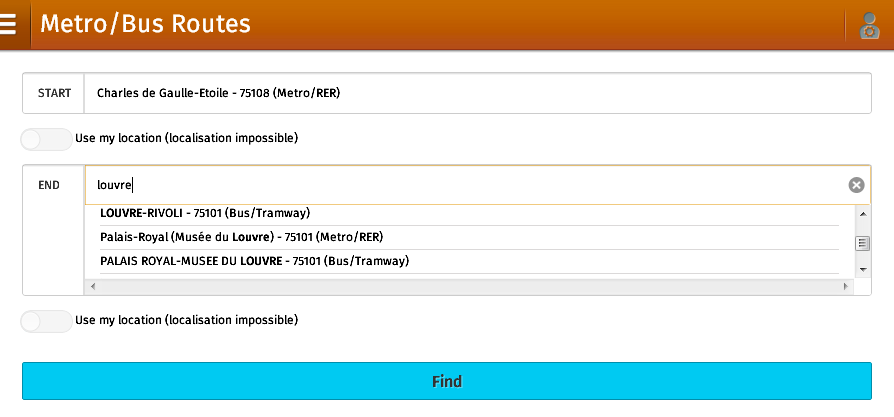 Metro/Bus Routes
START Charles de Gaulle-Etoile - 75108 (Metro/RER)
Use my location (localisation impossible)
END louvre
LOUVRE-RIVOLI - 75101 (Bus/Tramway)
Palais-Royal (Musée du Louvre) - 75101 (Metro/RER)
PALAIS ROYAL-MUSEE DU LOUVRE - 75101 (Bus/Tramway)
Use my location (localisation impossible)
Find